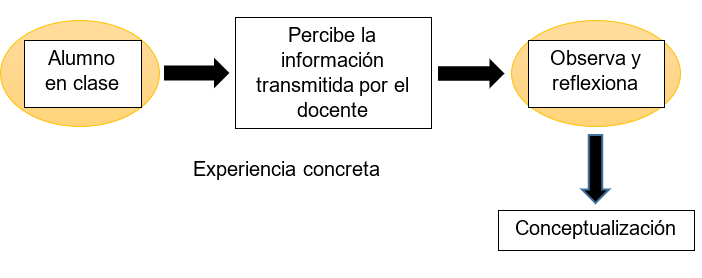 Alumno
en clase
Percibe la
información
transmitida por el
docente
Observa y
reflexiona
Experiencia concreta
Conceptualización